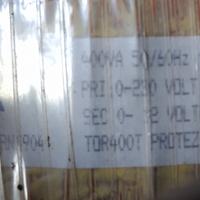 400VA 50/60Hz
PRI 0-230 VOLT
SEC 0- 12 VOLT
TOR400T PROTEZ